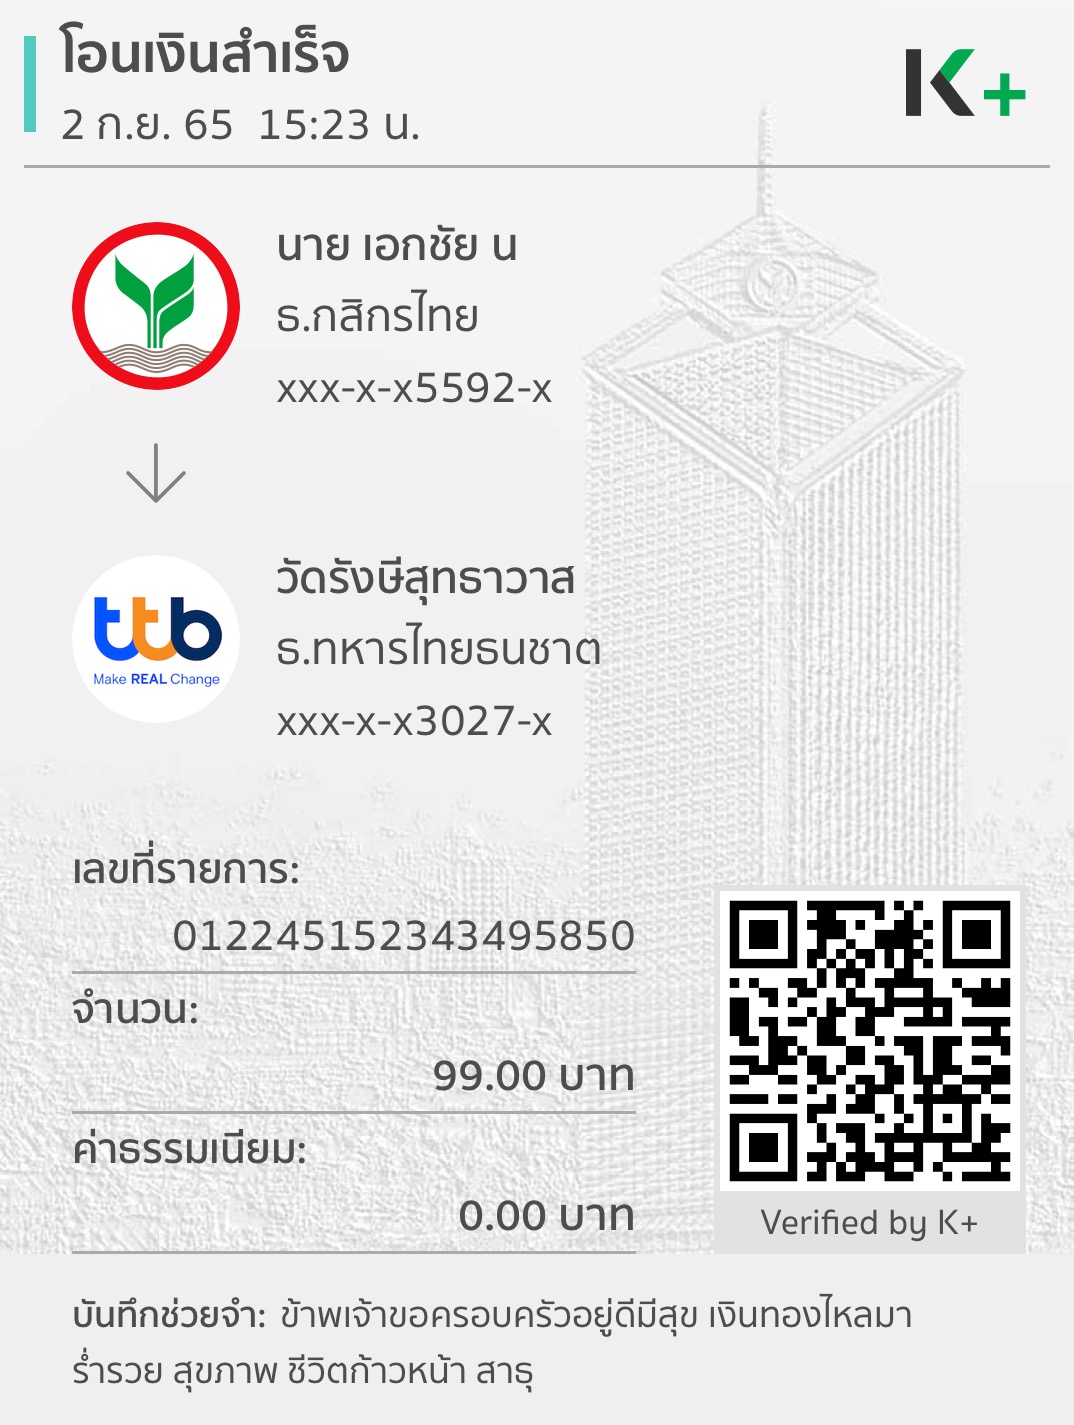 โอนเงินสำเร็จ
2 ก.ย. 65 15:23 น.
K+
นาย เอกชัย น
ธ.กสิกรไทย
xxx-x-x5592-x
วัดรังษีสุทธาวาส
ธ.ทหารไทยธนชาต
xxx-x-x3027-x
ttb
Make REAL Change
เลขที่รายการ:
012245152343495850
จำนวน:
99.00 บาท
ค่าธรรมเนียม:
0.00 บาท
Verified by K+
บันทึกช่วยจำ: ข้าพเจ้าขอครอบครัวอยู่ดีมีสุข เงินทองไหลมา
ร่ำรวย สุขภาพ ชีวิตก้าวหน้า สาธุ